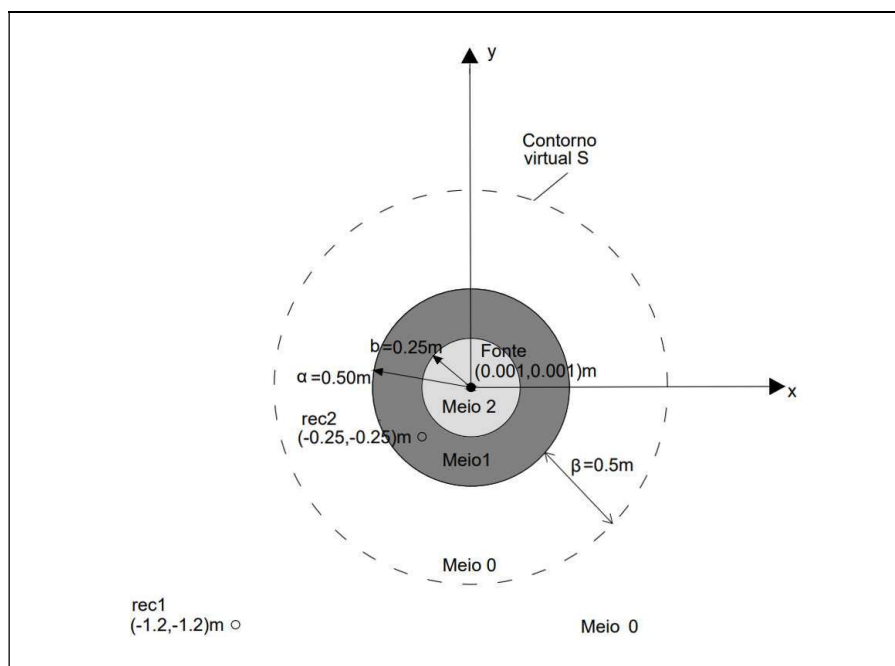 y
Contorno
virtual S
b=0.25m
Fonte
(0.001,0.001)m
α=0.50m
x
Meio 2
rec2
(-0.25,-0.25)m
Meio1
β=0.5m
Meio 0
rec1
(-1.2,-1.2)m
Meio 0